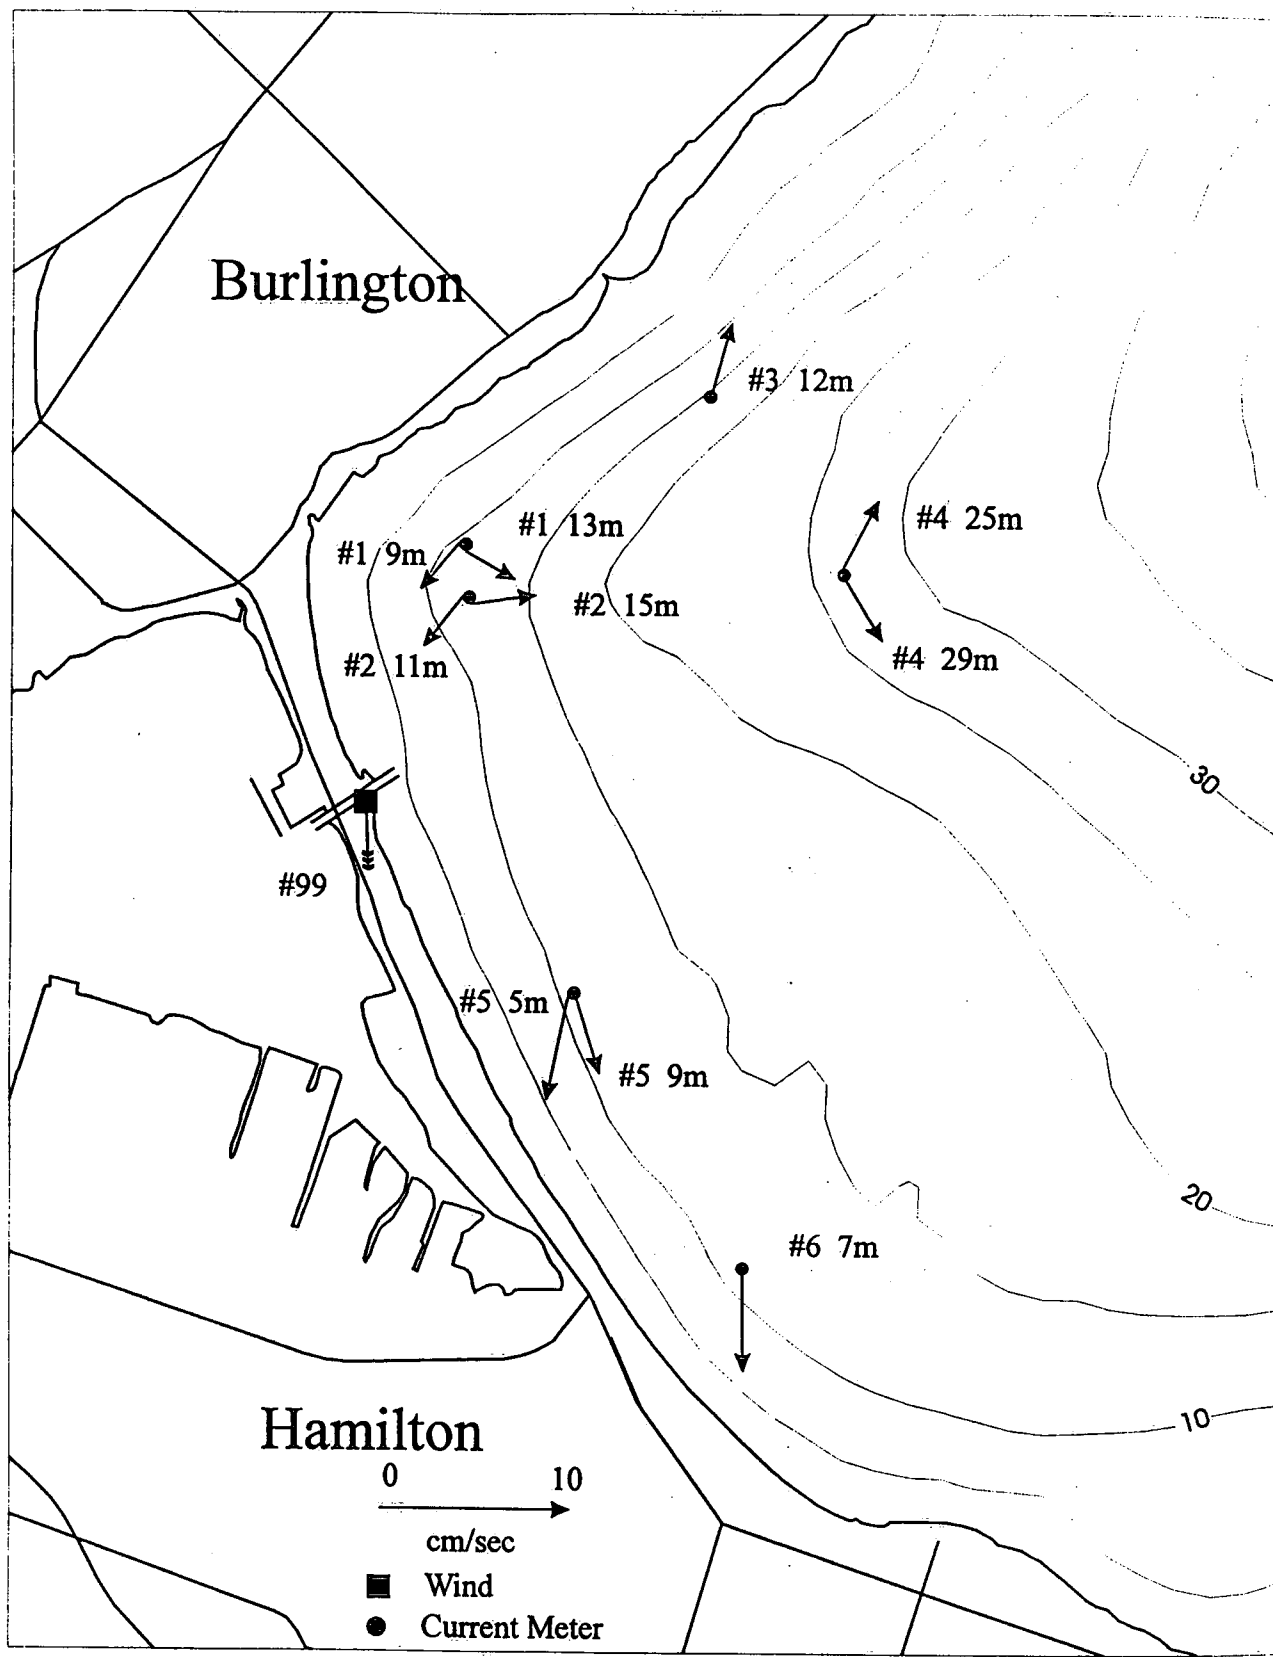 Burlington
#3 12m
#1 13m
#4 25m
#1 9m
#2 15m
#2 11m
#4 29m
30
#99
#5 5m
#5 9m
20
#6 7m
10
Hamilton
0 10
cm/sec
Wind
Current Meter